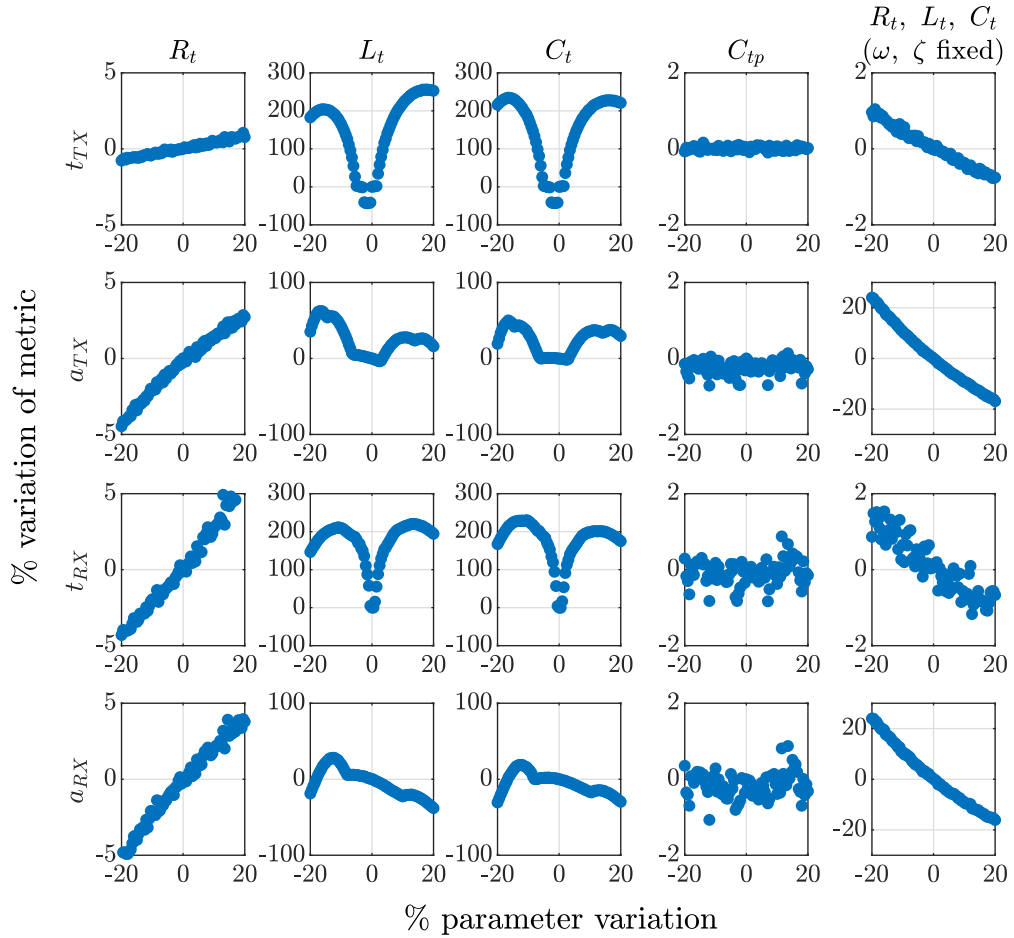 R_t, L_t, C_t
R_t L_t C_t C_tp (ω, ζ fixed)
5 300 300 2 2
200 200
t_TX 0 100 100 0 0
0 0
-5 -100 -100 -2 -2
-20 0 20 -20 0 20 -20 0 20 -20 0 20 -20 0 20
5 100 100 2
20
a_TX 0 0 0 0 0
-20
-5 -100 -100 -2
-20 0 20 -20 0 20 -20 0 20 -20 0 20 -20 0 20
5 300 300 2 2
200 200
t_RX 0 100 100 0 0
0 0
-5 -100 -100 -2 -2
-20 0 20 -20 0 20 -20 0 20 -20 0 20 -20 0 20
5 100 100 2
20
a_RX 0 0 0 0 0
-20
-5 -100 -100 -2
-20 0 20 -20 0 20 -20 0 20 -20 0 20 -20 0 20
% variation of metric
% parameter variation